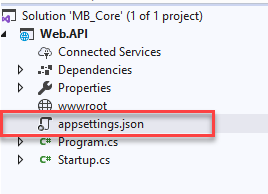 Solution 'MB_Core' (1 of 1 project)
Web.API
Connected Services
Dependencies
Properties
wwwroot
appsettings.json
C# Program.cs
C# Startup.cs